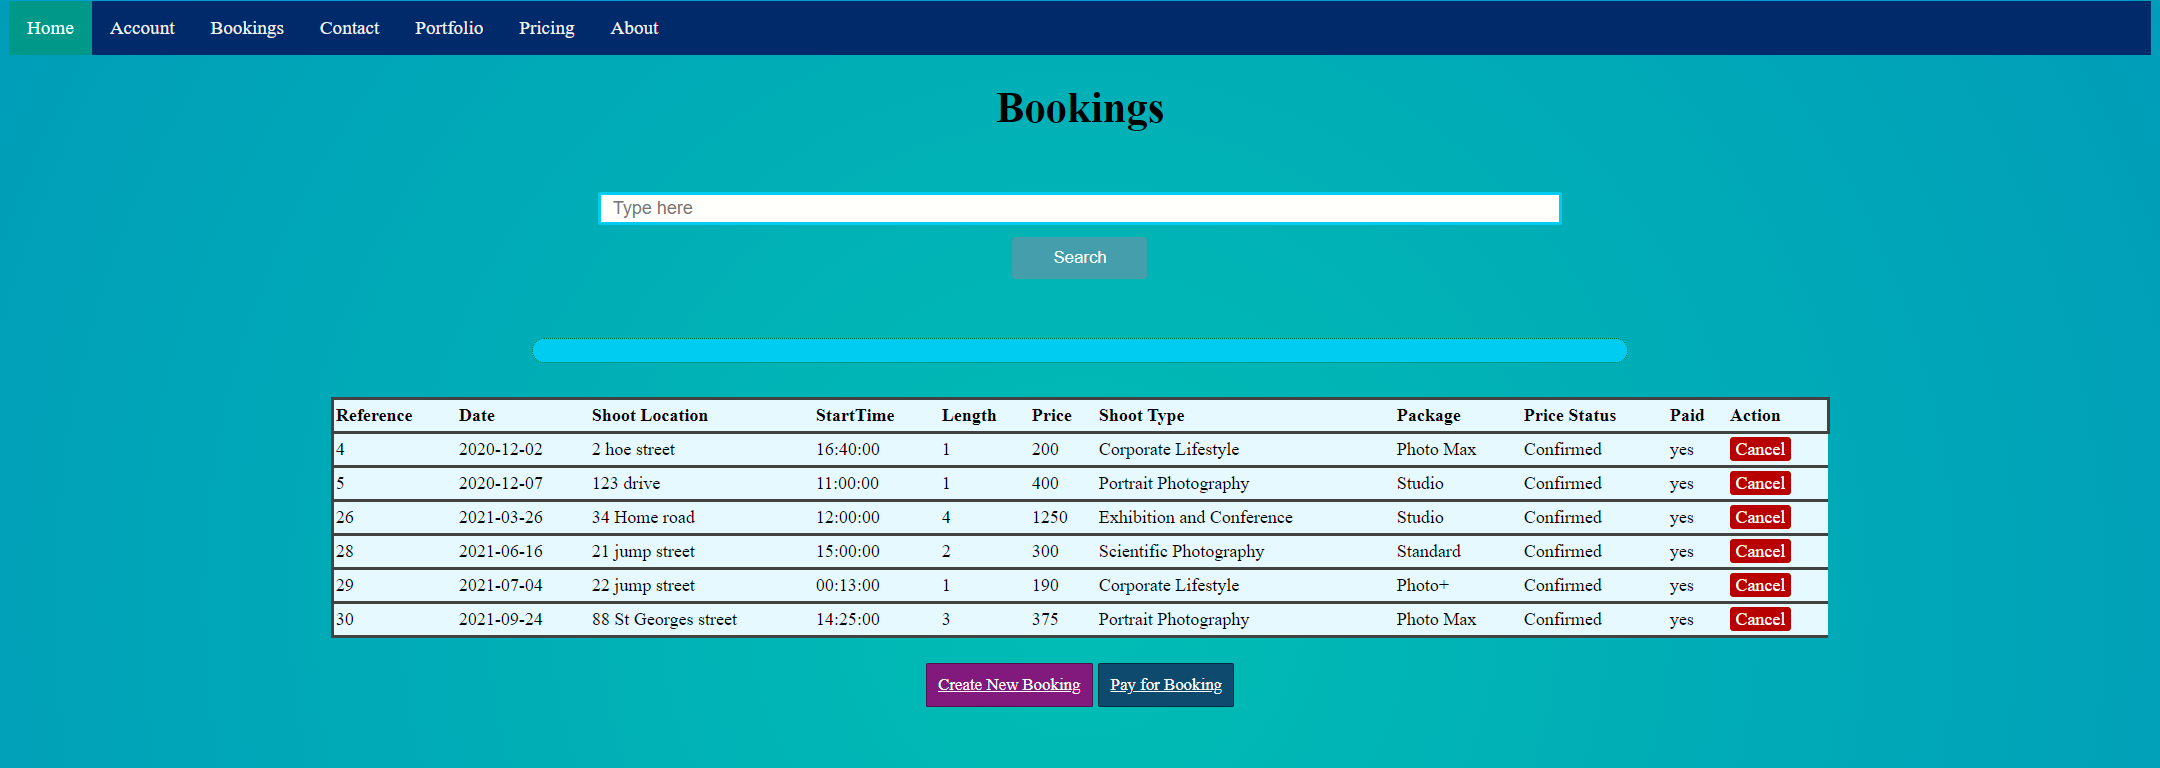 Home Account Bookings Contact Portfolio Pricing About
Bookings
Type here
Search
Reference Date Shoot Location StartTime Length Price Shoot Type Package Price Status Paid Action
4 2020-12-02 2 hoe street 16:40:00 1 200 Corporate Lifestyle Photo Max Confirmed yes Cancel
5 2020-12-07 123 drive 11:00:00 1 400 Portrait Photography Studio Confirmed yes Cancel
26 2021-03-26 34 Home road 12:00:00 4 1250 Exhibition and Conference Studio Confirmed yes Cancel
28 2021-06-16 21 jump street 15:00:00 2 300 Scientific Photography Standard Confirmed yes Cancel
29 2021-07-04 22 jump street 00:13:00 1 190 Corporate Lifestyle Photo+ Confirmed yes Cancel
30 2021-09-24 88 St Georges street 14:25:00 3 375 Portrait Photography Photo Max Confirmed yes Cancel
Create New Booking Pay for Booking